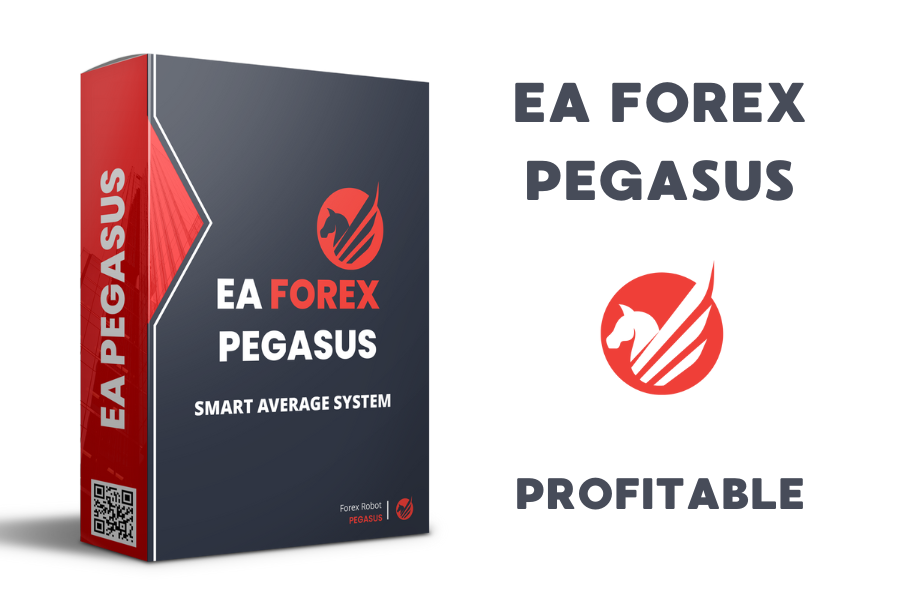 EA PEGASUS
EA FOREX
PEGASUS
SMART AVERAGE SYSTEM
Forex Robot
PEGASUS
EA FOREX
PEGASUS
PROFITABLE